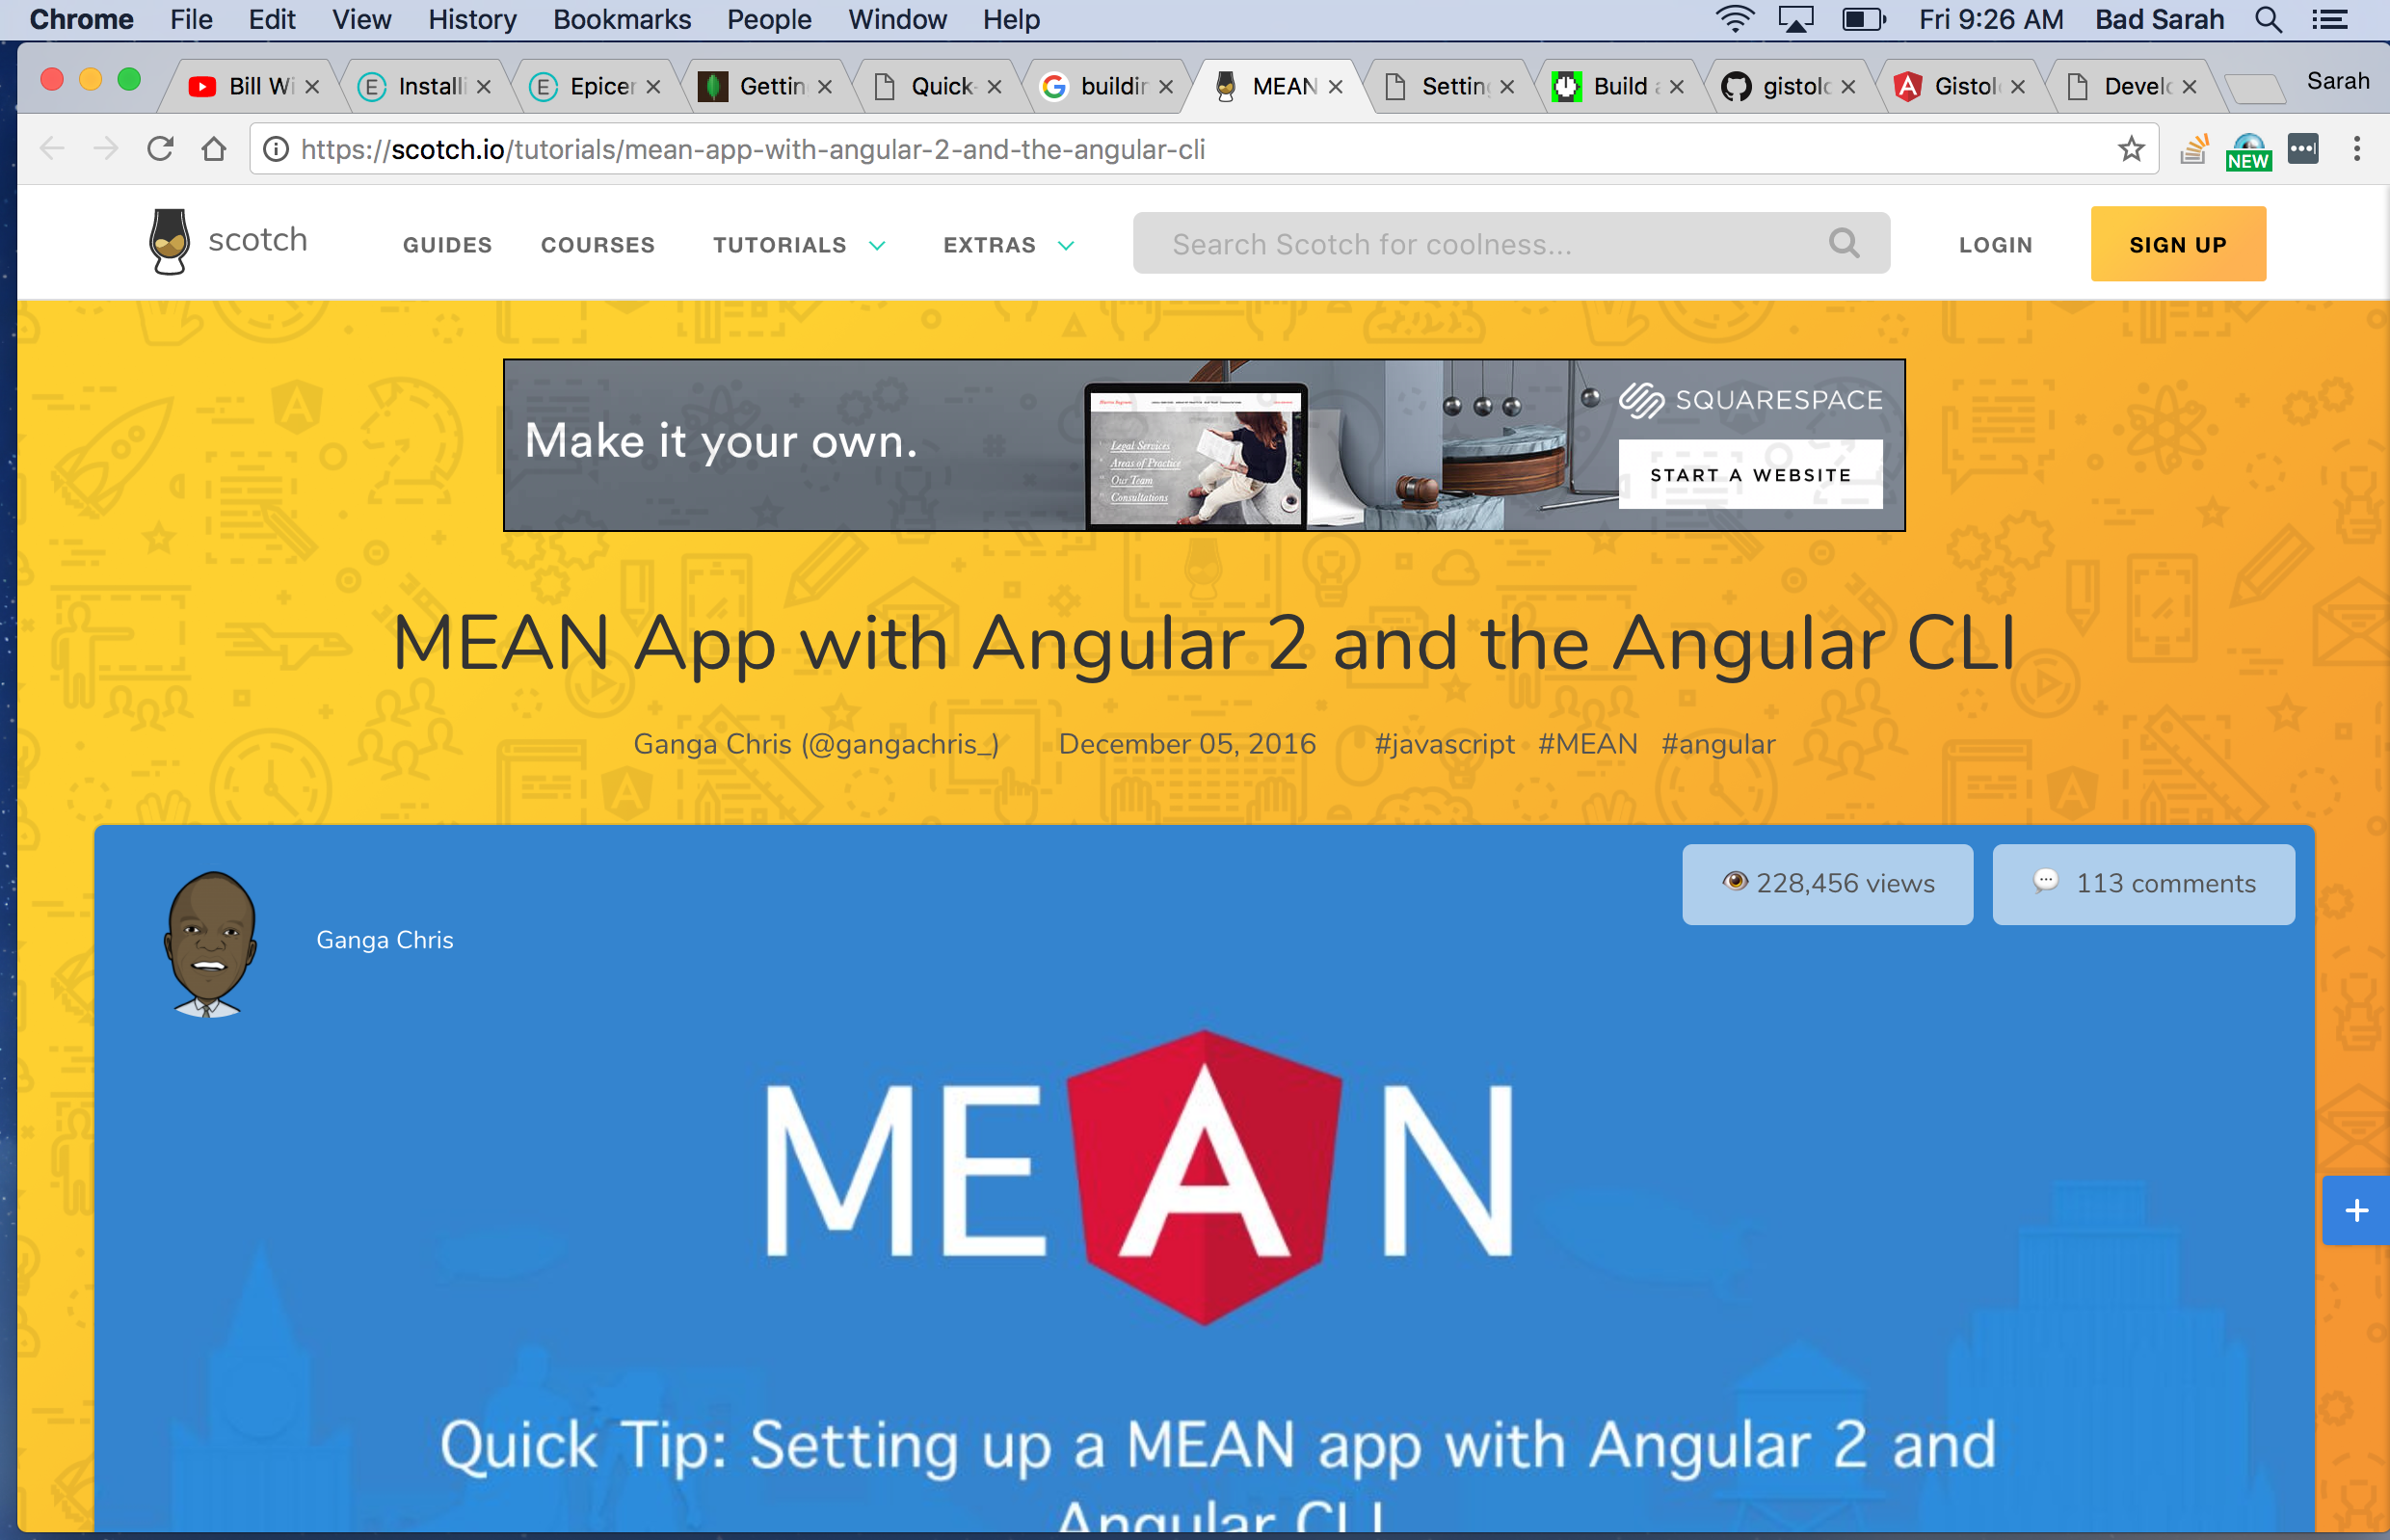 Chrome File Edit View History Bookmarks People Window Help Fri 9:26 AM Bad Sarah
Bill Wi Installi Epicen Getting Quick- buildin MEAN Setting Build a gistolo Gistol Develo Sarah
https://scotch.io/tutorials/mean-app-with-angular-2-and-the-angular-cli NEW
scotch GUIDES COURSES TUTORIALS EXTRAS Search Scotch for coolness... LOGIN SIGN UP
Make it your own.
Legal Services
Areas of Practice
Our Team
Consultations
SQUARESPACE
START A WEBSITE
MEAN App with Angular 2 and the Angular CLI
Ganga Chris (@gangachris_) December 05, 2016 #javascript #MEAN #angular
228,456 views 113 comments
Ganga Chris
MEAN
Quick Tip: Setting up a MEAN app with Angular 2 and
Angular CLI